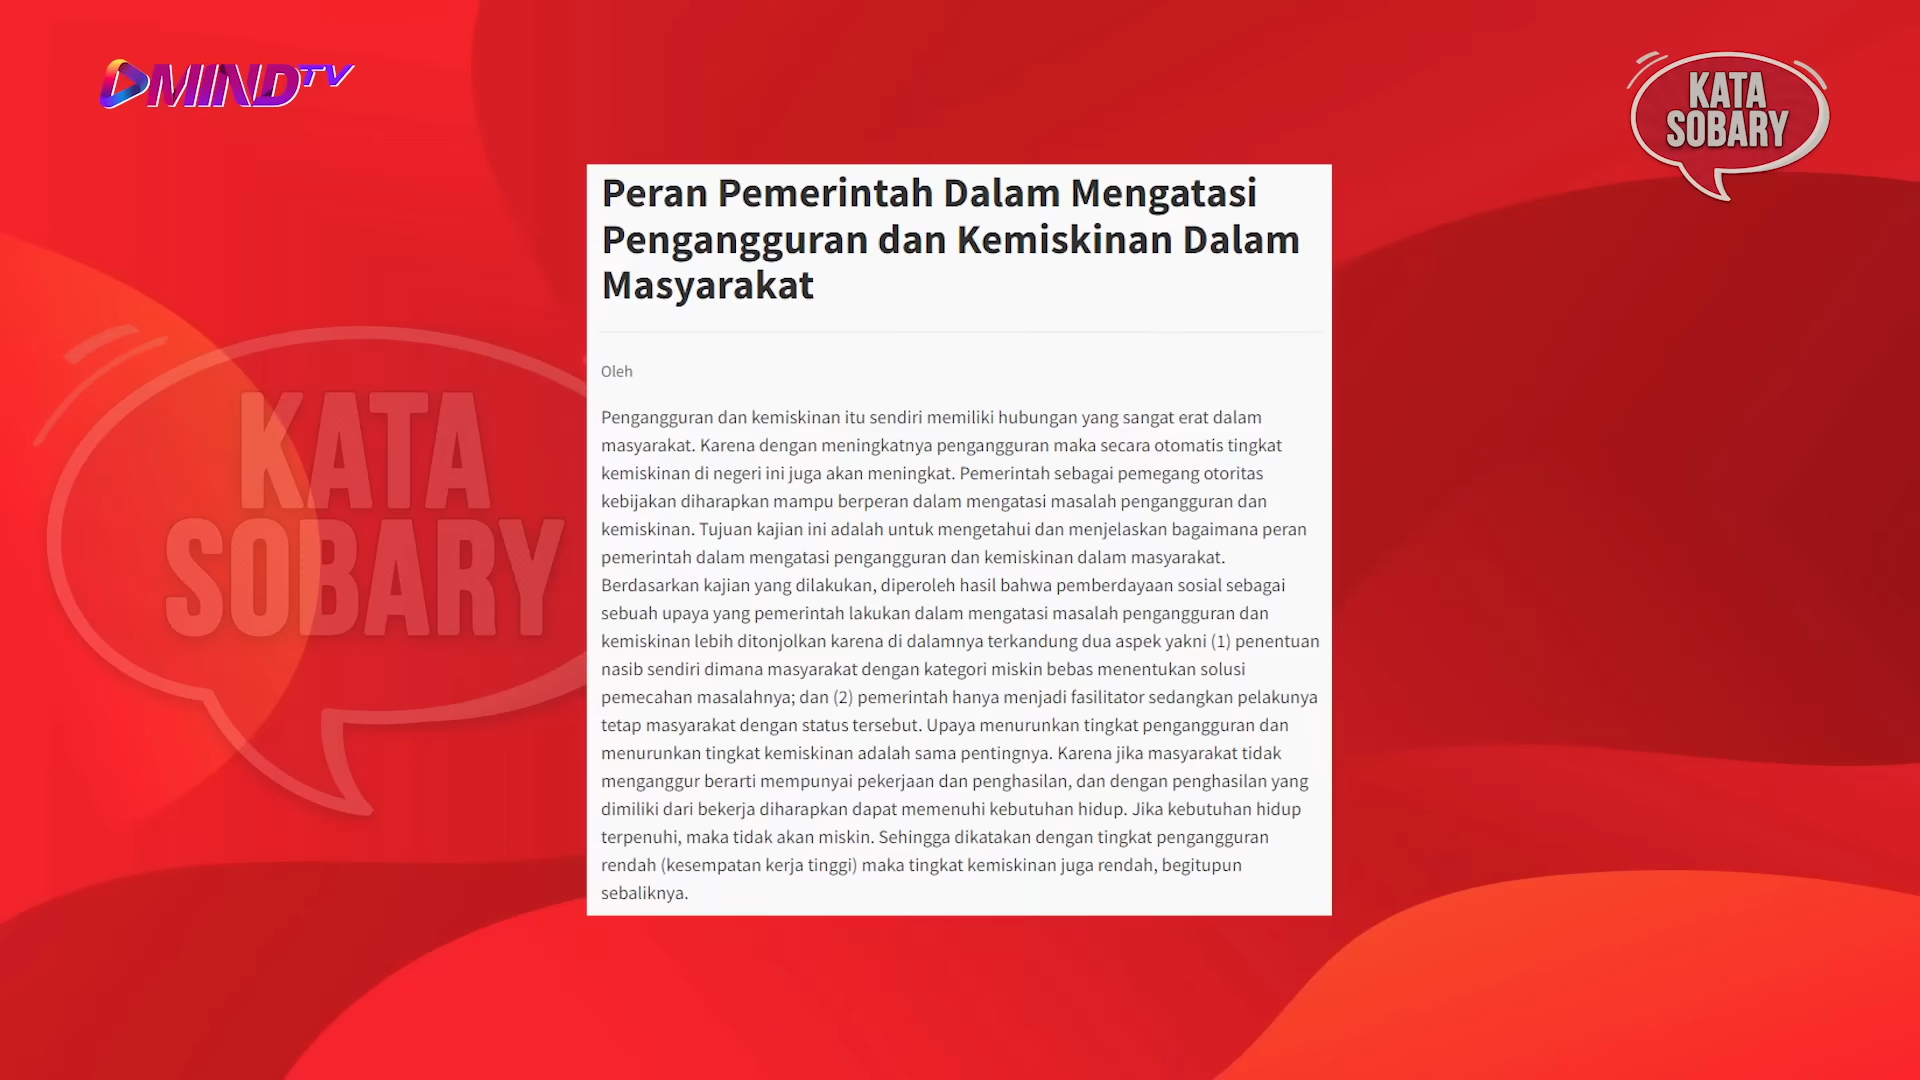 DMINDTV
KATA
SOBARY
Peran Pemerintah Dalam Mengatasi
Pengangguran dan Kemiskinan Dalam
Masyarakat
Oleh
Pengangguran dan kemiskinan itu sendiri memiliki hubungan yang sangat erat dalam
masyarakat. Karena dengan meningkatnya pengangguran maka secara otomatis tingkat
kemiskinan di negeri ini juga akan meningkat. Pemerintah sebagai pemegang otoritas
kebijakan diharapkan mampu berperan dalam mengatasi masalah pengangguran dan
kemiskinan. Tujuan kajian ini adalah untuk mengetahui dan menjelaskan bagaimana peran
pemerintah dalam mengatasi pengangguran dan kemiskinan dalam masyarakat.
Berdasarkan kajian yang dilakukan, diperoleh hasil bahwa pemberdayaan sosial sebagai
sebuah upaya yang pemerintah lakukan dalam mengatasi masalah pengangguran dan
kemiskinan lebih ditonjolkan karena di dalamnya terkandung dua aspek yakni (1) penentuan
nasib sendiri dimana masyarakat dengan kategori miskin bebas menentukan solusi
pemecahan masalahnya; dan (2) pemerintah hanya menjadi fasilitator sedangkan pelakunya
tetap masyarakat dengan status tersebut. Upaya menurunkan tingkat pengangguran dan
menurunkan tingkat kemiskinan adalah sama pentingnya. Karena jika masyarakat tidak
menganggur berarti mempunyai pekerjaan dan penghasilan, dan dengan penghasilan yang
dimiliki dari bekerja diharapkan dapat memenuhi kebutuhan hidup. Jika kebutuhan hidup
terpenuhi, maka tidak akan miskin. Sehingga dikatakan dengan tingkat pengangguran
rendah (kesempatan kerja tinggi) maka tingkat kemiskinan juga rendah, begitupun
sebaliknya.
KATA
SOBARY